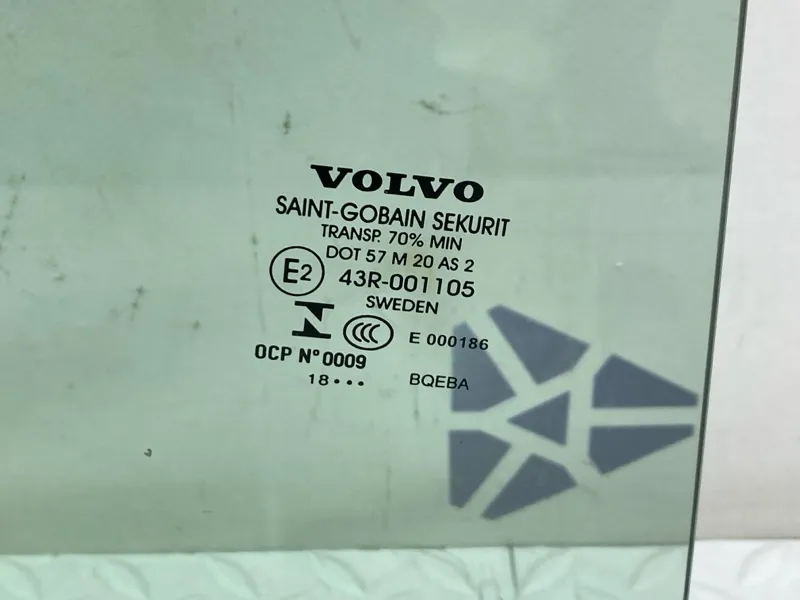 VOLVO
SAINT-GOBAIN SEKURIT
TRANSP. 70% MIN
DOT 57 M 20 AS 2
E2 43R-001105
SWEDEN
CCC E 000186
OCP N° 0009
18••• BQEBA